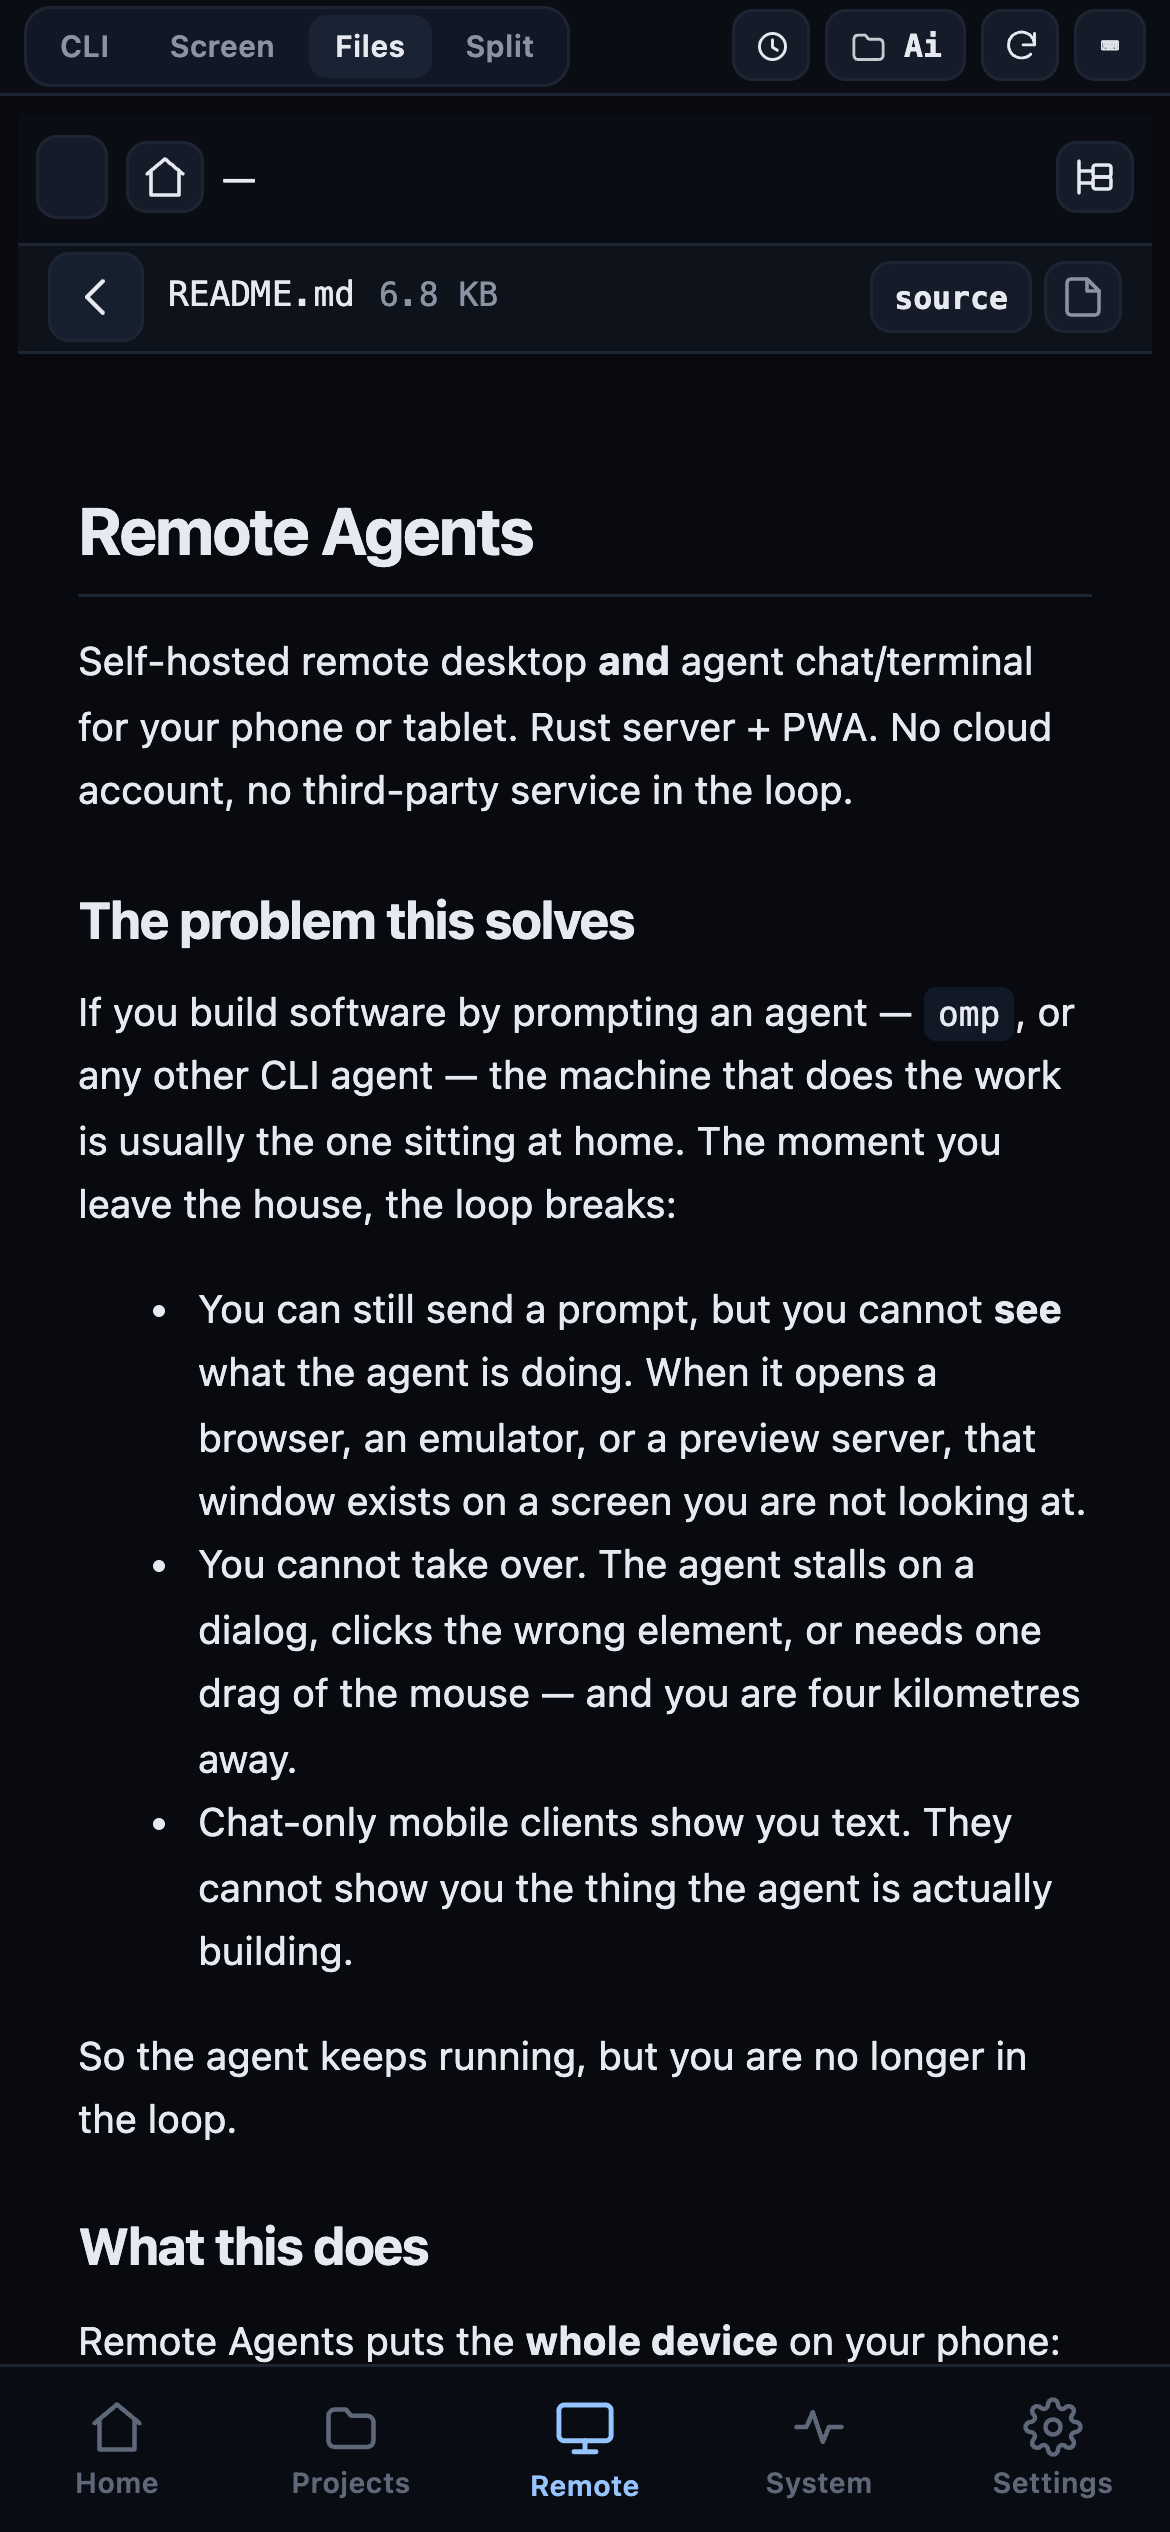 CLI Screen Files Split Ai
—
README.md 6.8 KB source
Remote Agents
Self-hosted remote desktop and agent chat/terminal
for your phone or tablet. Rust server + PWA. No cloud
account, no third-party service in the loop.
The problem this solves
If you build software by prompting an agent — omp, or
any other CLI agent — the machine that does the work
is usually the one sitting at home. The moment you
leave the house, the loop breaks:
• You can still send a prompt, but you cannot see
what the agent is doing. When it opens a
browser, an emulator, or a preview server, that
window exists on a screen you are not looking at.
• You cannot take over. The agent stalls on a
dialog, clicks the wrong element, or needs one
drag of the mouse — and you are four kilometres
away.
• Chat-only mobile clients show you text. They
cannot show you the thing the agent is actually
building.
So the agent keeps running, but you are no longer in
the loop.
What this does
Remote Agents puts the whole device on your phone:
Home Projects Remote System Settings